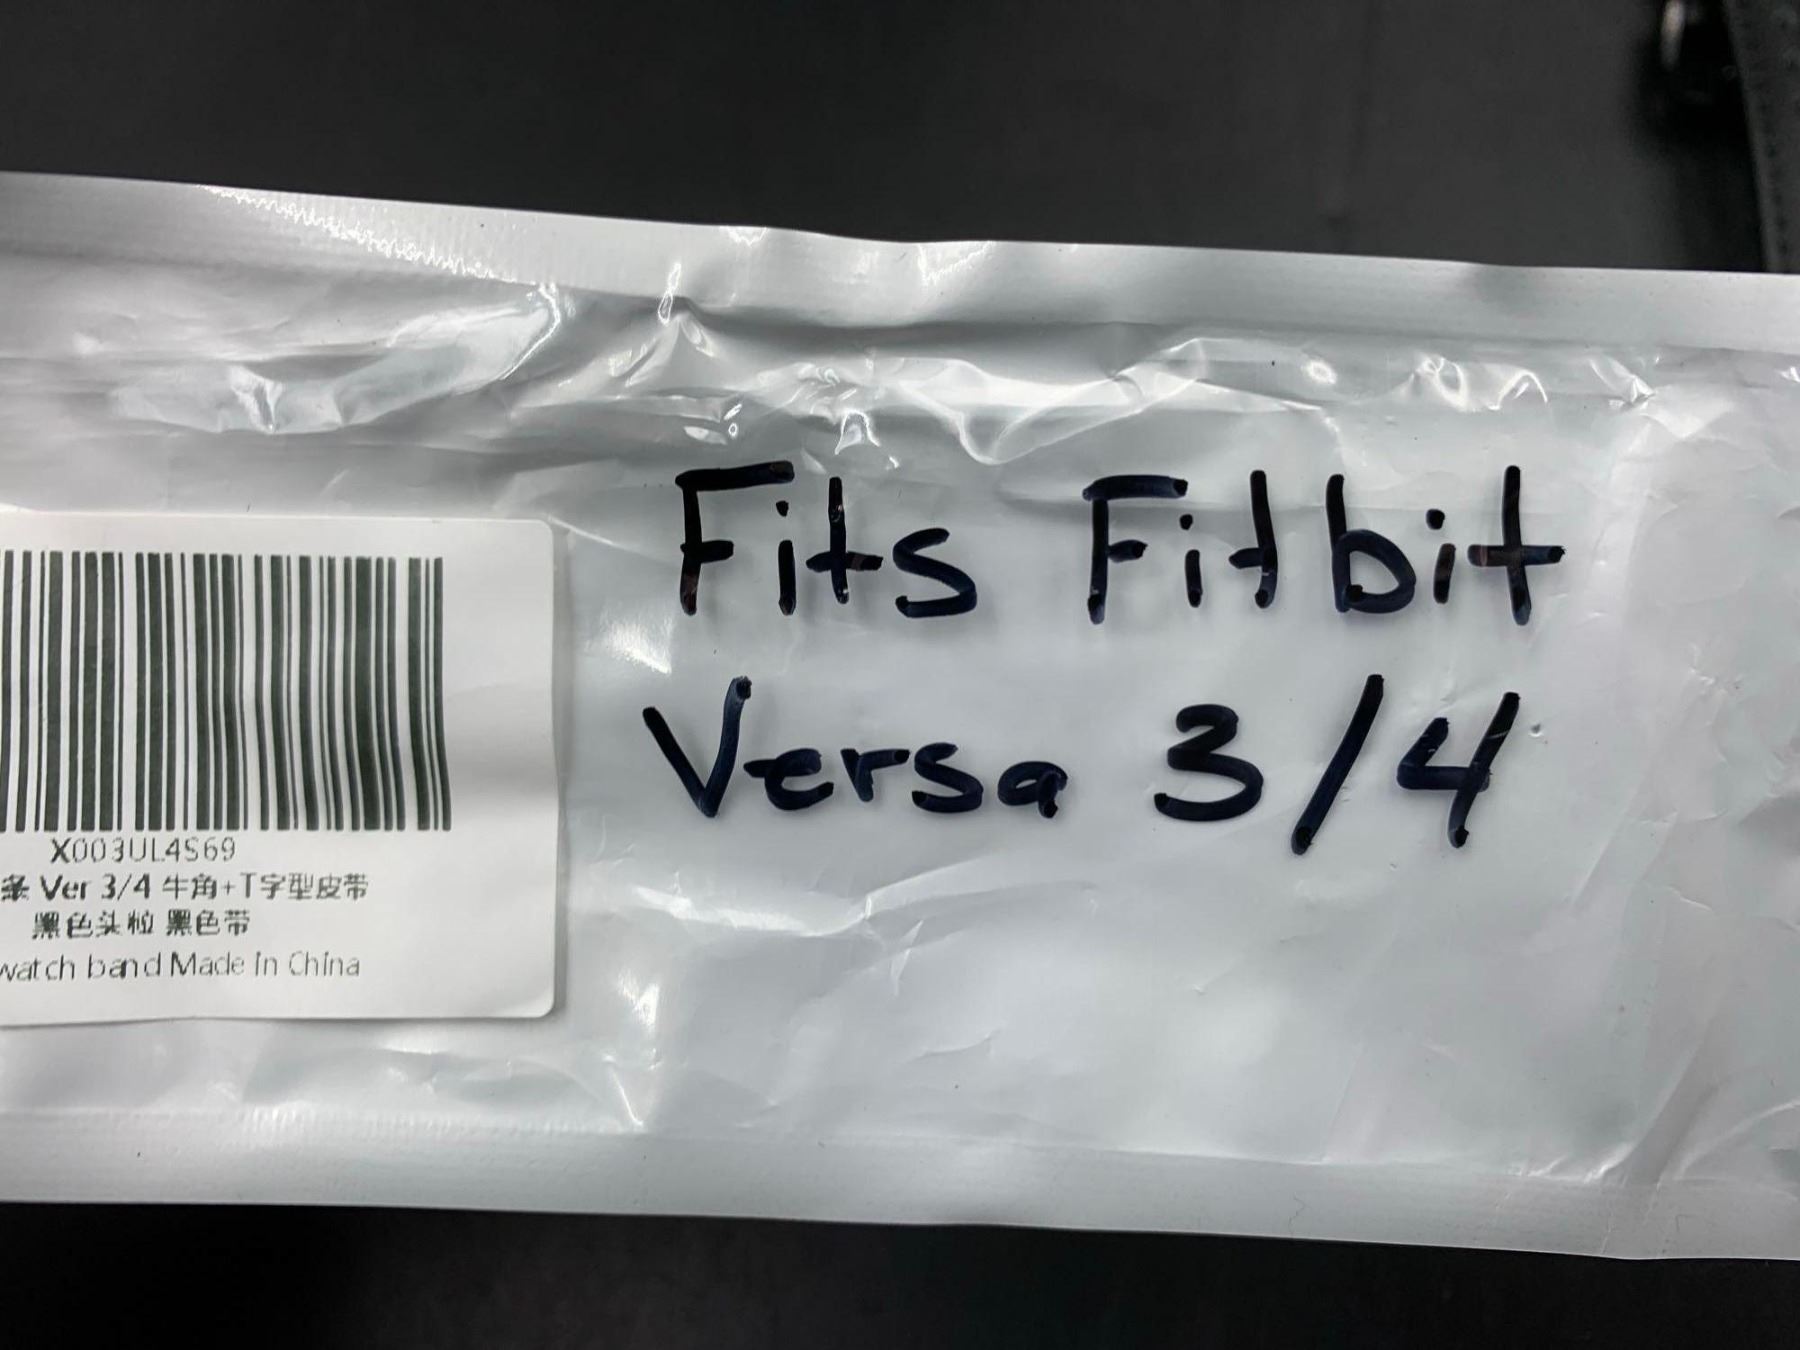 Fits Fitbit
Versa 3/4
X003UL4S69
条 Ver 3/4 牛角+T字型皮带
黑色头粒 黑色带
watch band Made In China